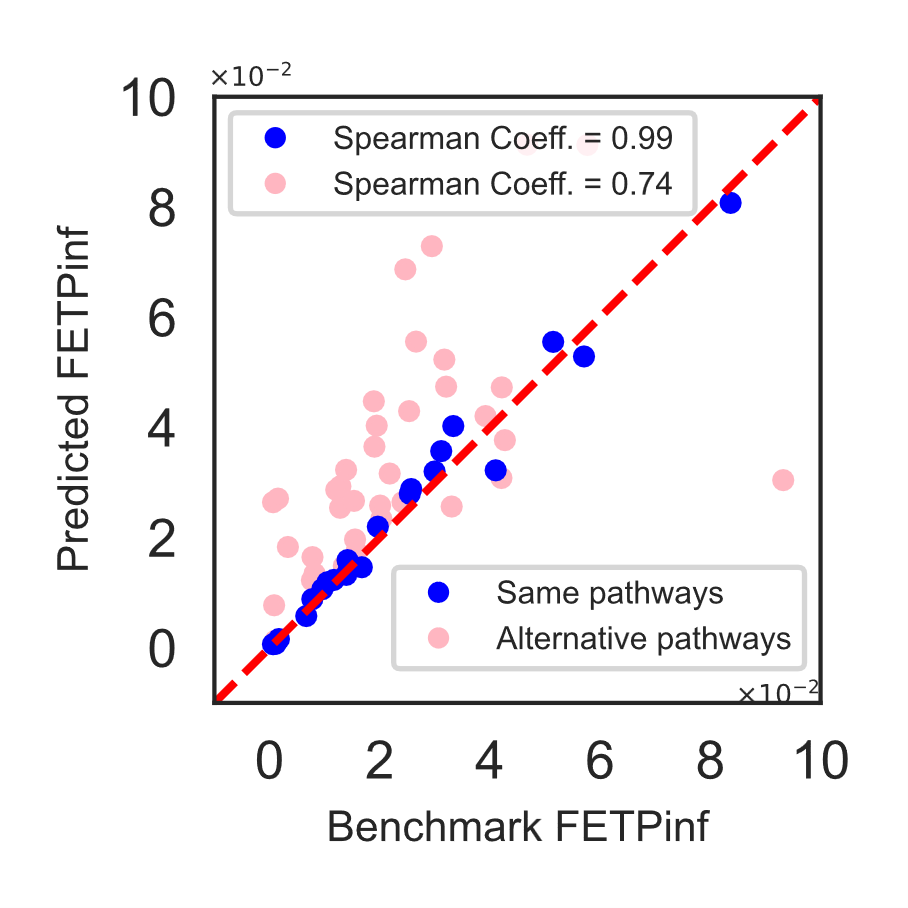 ×10⁻²
10
8
6
4
2
0
Predicted FETPinf
Spearman Coeff. = 0.99
Spearman Coeff. = 0.74
Same pathways
Alternative pathways
×10⁻²
0 2 4 6 8 10
Benchmark FETPinf